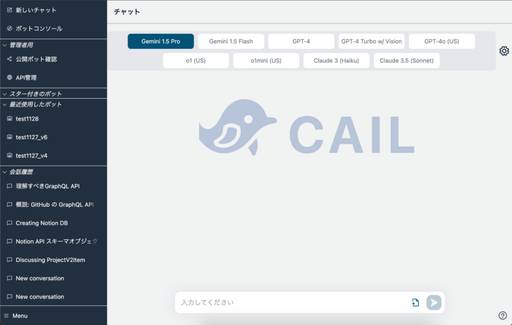 新しいチャット
ボットコンソール
管理者用
公開ボット確認
API管理
スター付きのボット
最近使用したボット
test1128
test1127_v6
test1127_v4
会話履歴
理解すべきGraphQL API
概説: GitHub の GraphQL API
Creating Notion DB
Notion API スキーマオブジェク
Discussing ProjectV2Item
New conversation
New conversation
Menu
チャット
Gemini 1.5 Pro
Gemini 1.5 Flash
GPT-4
GPT-4 Turbo w/ Vision
GPT-4o (US)
o1 (US)
o1mini (US)
Claude 3 (Haiku)
Claude 3.5 (Sonnet)
CAIL
入力してください